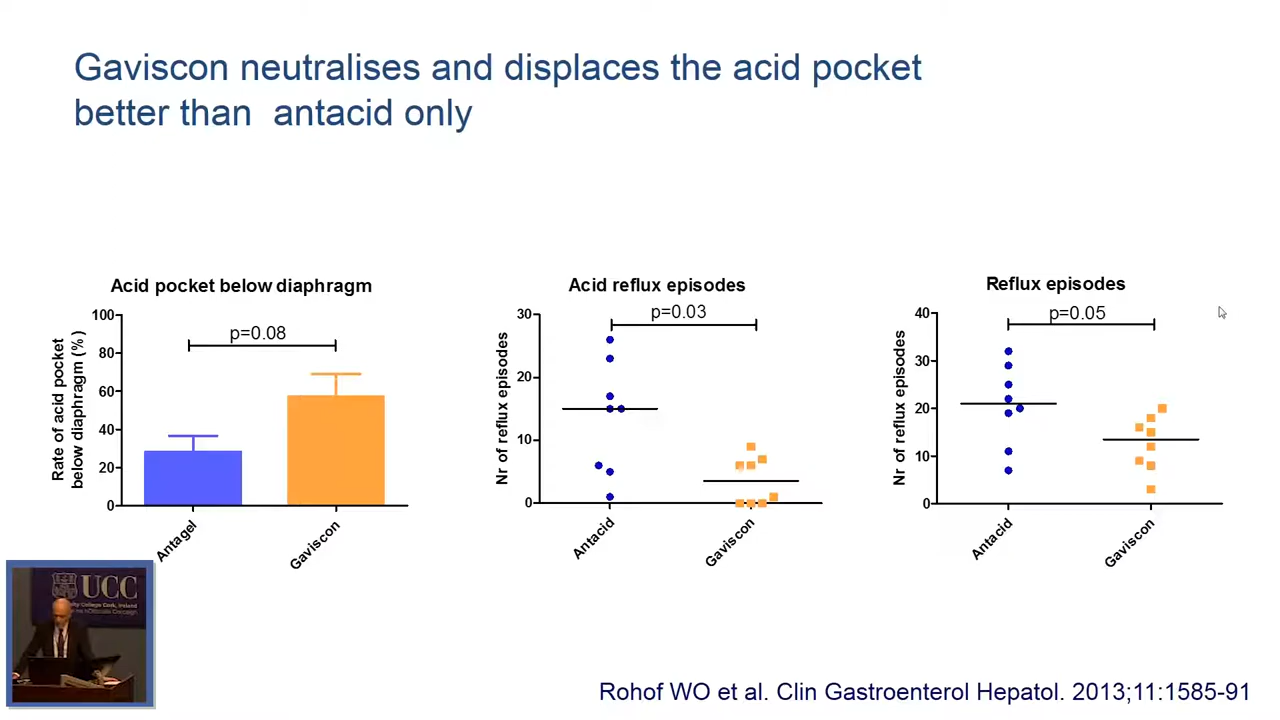 Gaviscon neutralises and displaces the acid pocket
better than antacid only
Acid pocket below diaphragm
Rate of acid pocket
below diaphragm (%)
100
80
60
40
20
0
p=0.08
Antagel
Gaviscon
Acid reflux episodes
Nr of reflux episodes
30
20
10
0
p=0.03
Antacid
Gaviscon
Reflux episodes
Nr of reflux episodes
40
30
20
10
0
p=0.05
Antacid
Gaviscon
UCC
College Cork, Ireland
Rohof WO et al. Clin Gastroenterol Hepatol. 2013;11:1585-91